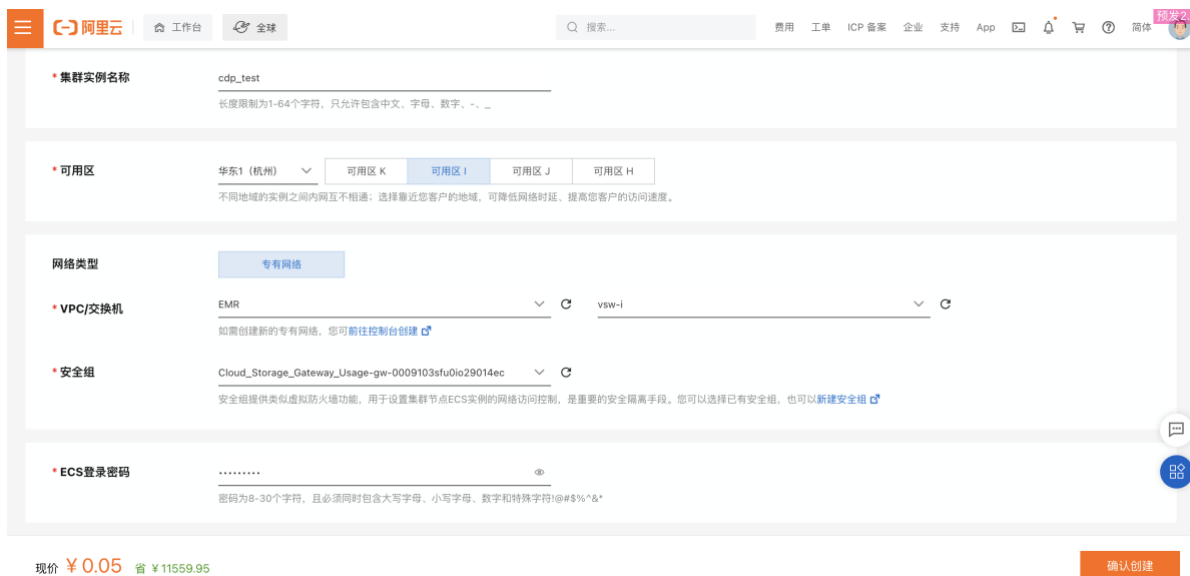 阿里云 工作台 全球 搜索... 费用 工单 ICP 备案 企业 支持 App 简体 预发2.
* 集群实例名称 cdp_test
长度限制为1-64个字符，只允许包含中文、字母、数字、-、_
* 可用区 华东1（杭州） 可用区 K 可用区 I 可用区 J 可用区 H
不同地域的实例之间内网互不相通；选择靠近您客户的地域，可降低网络时延、提高您客户的访问速度。
网络类型 专有网络
* VPC/交换机 EMR vsw-i
如需创建新的专有网络，您可前往控制台创建
* 安全组 Cloud_Storage_Gateway_Usage-gw-0009103sfu0io29014ec
安全组提供类似虚拟防火墙功能，用于设置集群节点ECS实例的网络访问控制，是重要的安全隔离手段。您可以选择已有安全组，也可以新建安全组
* ECS登录密码 ·········
密码为8-30个字符，且必须同时包含大写字母、小写字母、数字和特殊字符!@#$%^&*
现价 ¥ 0.05 省 ¥ 11559.95 确认创建